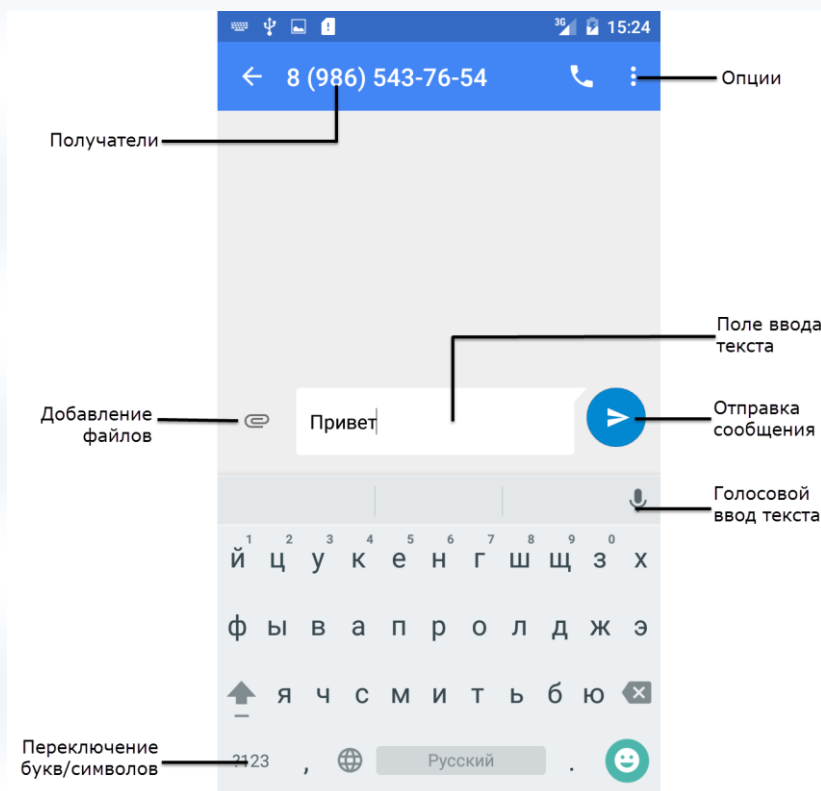 3G 15:24
8 (986) 543-76-54
Опции
Получатели
Поле ввода
текста
Добавление
файлов
Привет
Отправка
сообщения
Голосовой
ввод текста
1 2 3 4 5 6 7 8 9 0
й ц у к е н г ш щ з х
ф ы в а п р о л д ж э
я ч с м и т ь б ю
Переключение
букв/символов
?123 , Русский .